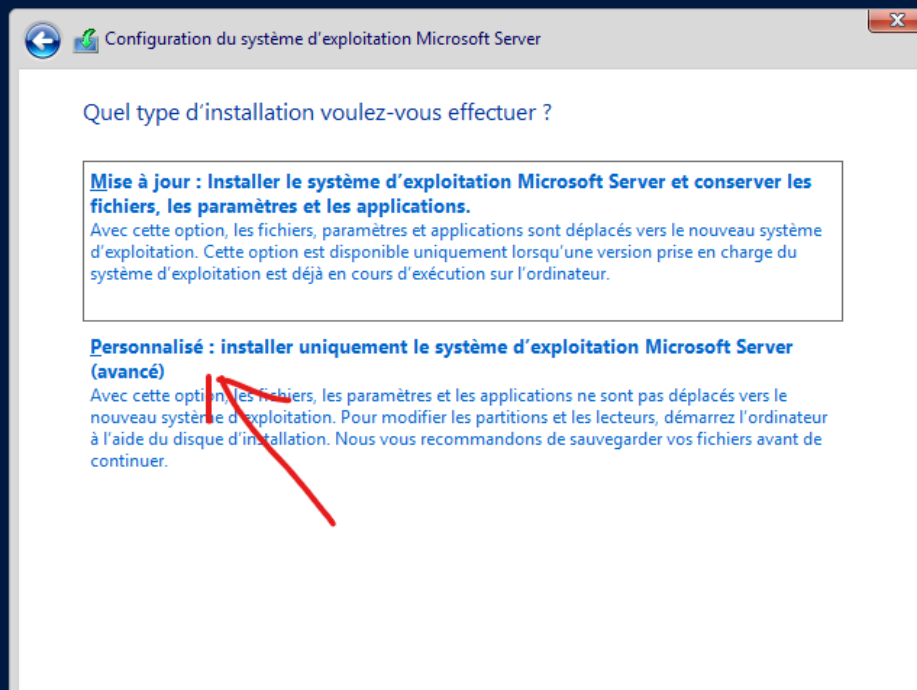 Configuration du système d'exploitation Microsoft Server
Quel type d'installation voulez-vous effectuer ?
Mise à jour : Installer le système d'exploitation Microsoft Server et conserver les
fichiers, les paramètres et les applications.
Avec cette option, les fichiers, paramètres et applications sont déplacés vers le nouveau système
d'exploitation. Cette option est disponible uniquement lorsqu'une version prise en charge du
système d'exploitation est déjà en cours d'exécution sur l'ordinateur.
Personnalisé : installer uniquement le système d'exploitation Microsoft Server
(avancé)
Avec cette option, les fichiers, les paramètres et les applications ne sont pas déplacés vers le
nouveau système d'exploitation. Pour modifier les partitions et les lecteurs, démarrez l'ordinateur
à l'aide du disque d'installation. Nous vous recommandons de sauvegarder vos fichiers avant de
continuer.